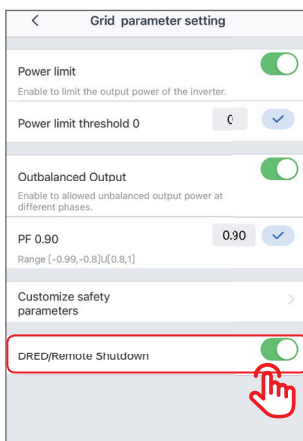 Grid parameter setting
Power limit
Enable to limit the output power of the inverter.
Power limit threshold 0 0
Outbalanced Output
Enable to allowed unbalanced output power at
different phases.
PF 0.90 0.90
Range [-0.99,-0.8]U[0.8,1]
Customize safety
parameters
DRED/Remote Shutdown